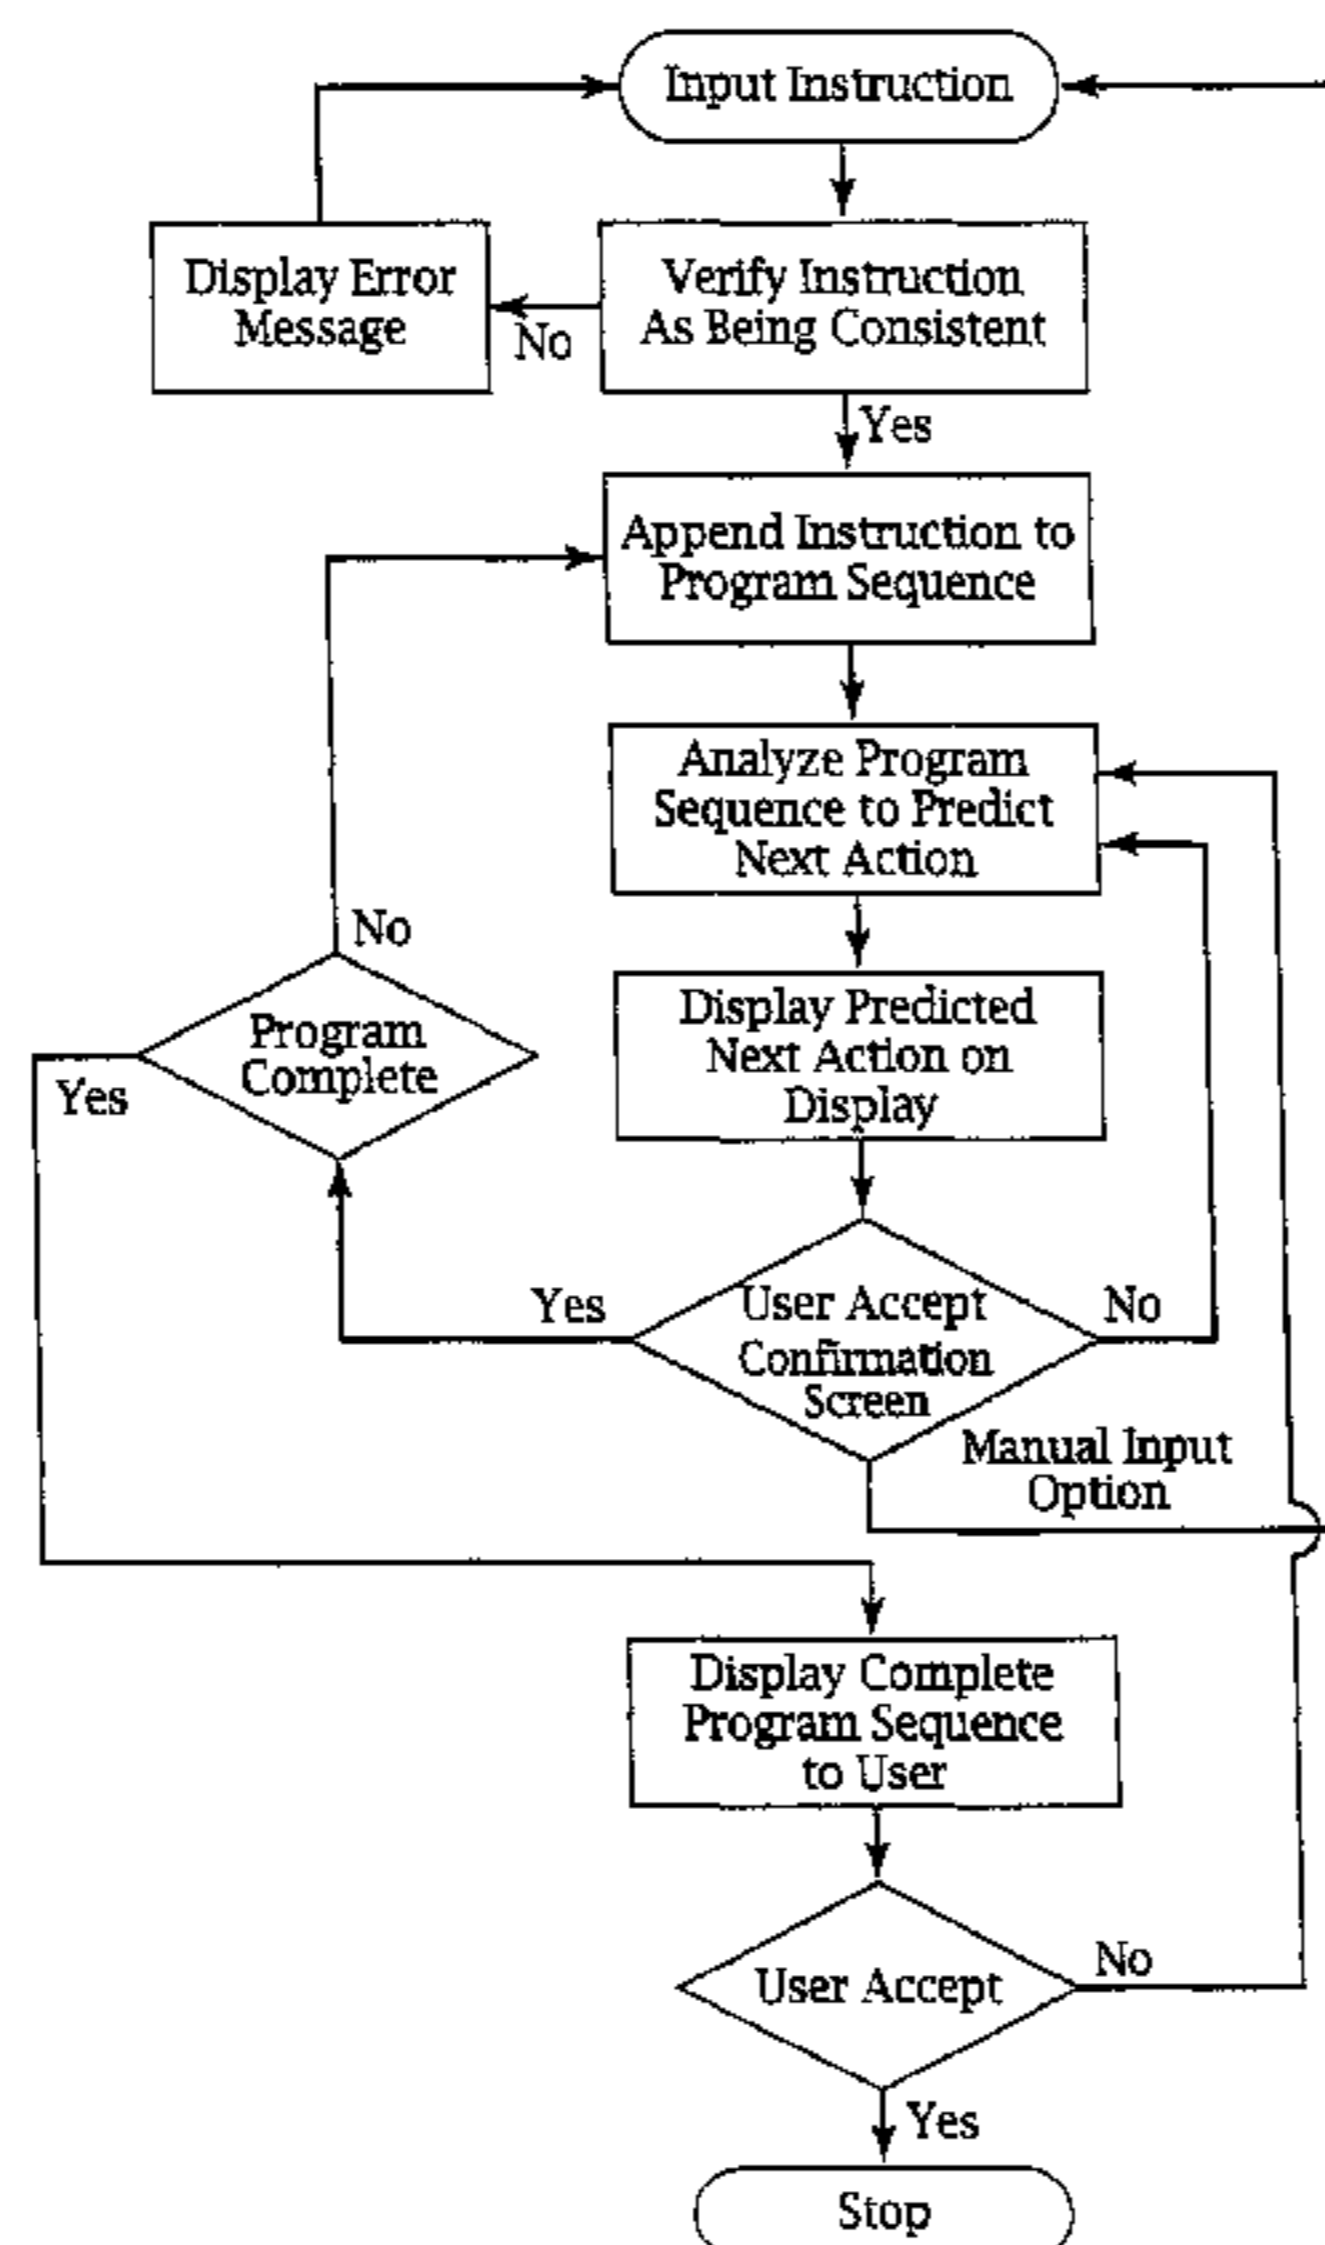 Input Instruction
Display Error
Message
No
Verify Instruction
As Being Consistent
Yes
Append Instruction to
Program Sequence
Analyze Program
Sequence to Predict
Next Action
No
Program
Complete
Yes
Display Predicted
Next Action on
Display
Yes
User Accept
Confirmation
Screen
No
Manual Input
Option
Display Complete
Program Sequence
to User
User Accept
No
Yes
Stop